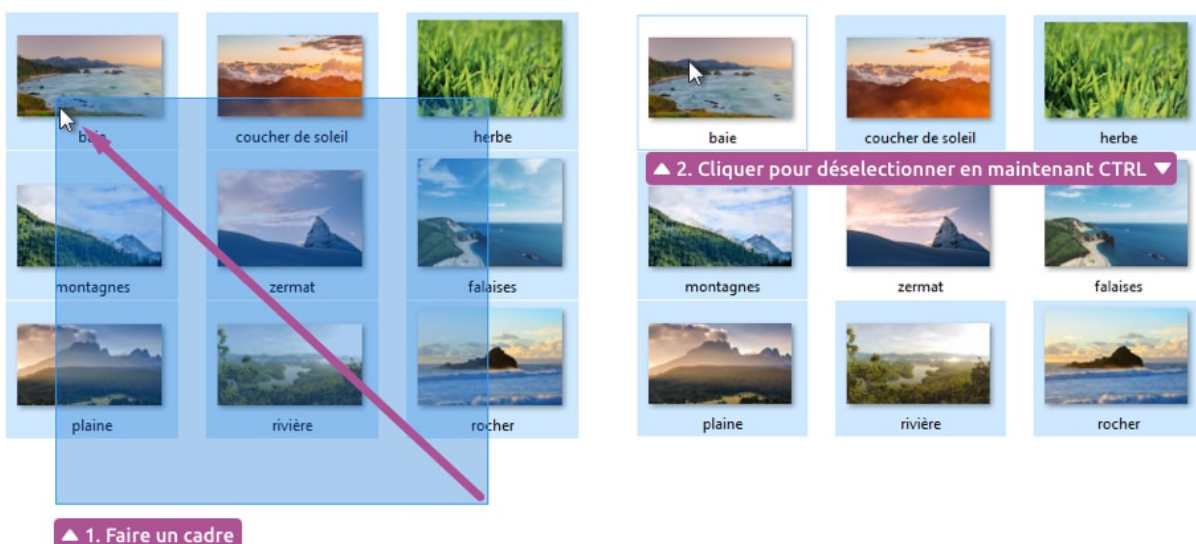 baie
coucher de soleil
herbe
montagnes
zermat
falaises
plaine
rivière
rocher
▲ 1. Faire un cadre
baie
coucher de soleil
herbe
▲ 2. Cliquer pour déselectionner en maintenant CTRL ▼
montagnes
zermat
falaises
plaine
rivière
rocher